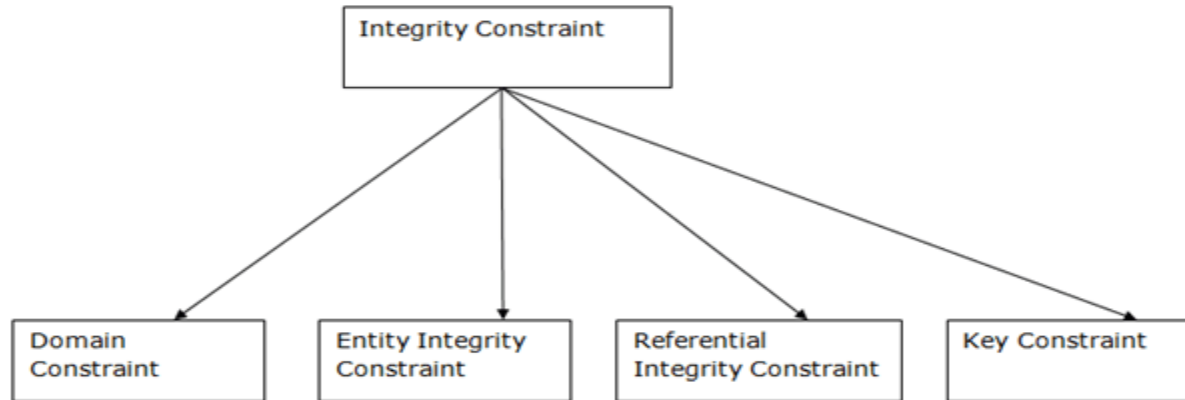 Integrity Constraint
Domain
Constraint
Entity Integrity
Constraint
Referential
Integrity Constraint
Key Constraint